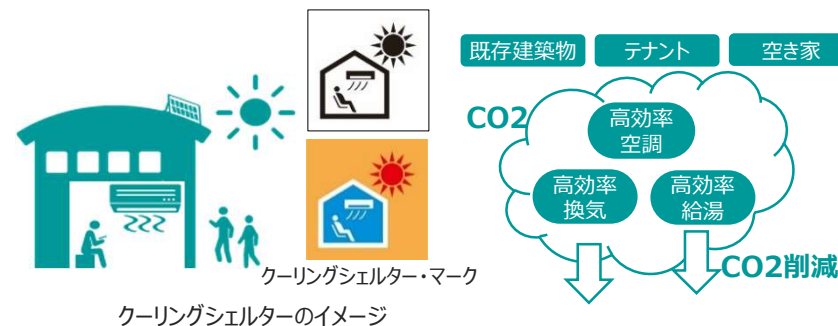 既存建築物
テナント
空き家
CO2
高効率
空調
高効率
換気
高効率
給湯
CO2削減
クーリングシェルター・マーク
クーリングシェルターのイメージ